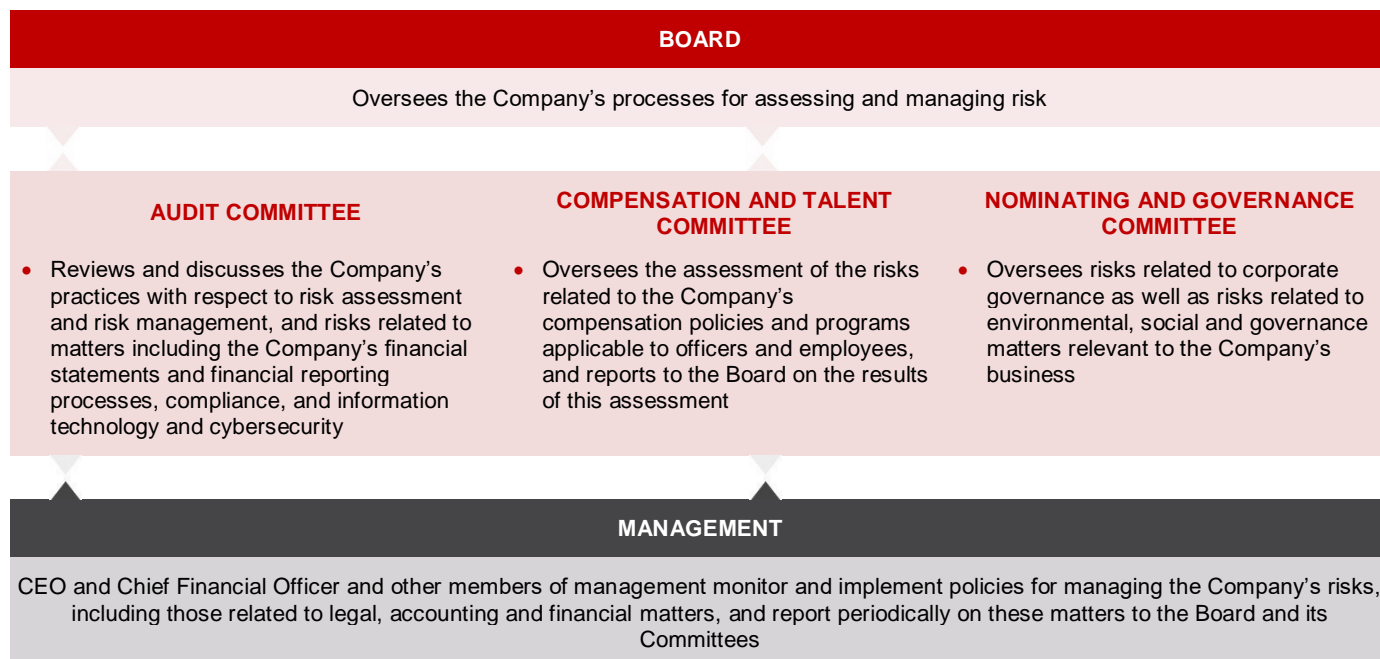 BOARD
Oversees the Company’s processes for assessing and managing risk
AUDIT COMMITTEE
• Reviews and discusses the Company’s
practices with respect to risk assessment
and risk management, and risks related to
matters including the Company’s financial
statements and financial reporting
processes, compliance, and information
technology and cybersecurity
COMPENSATION AND TALENT
COMMITTEE
• Oversees the assessment of the risks
related to the Company’s
compensation policies and programs
applicable to officers and employees,
and reports to the Board on the results
of this assessment
NOMINATING AND GOVERNANCE
COMMITTEE
• Oversees risks related to corporate
governance as well as risks related to
environmental, social and governance
matters relevant to the Company’s
business
MANAGEMENT
CEO and Chief Financial Officer and other members of management monitor and implement policies for managing the Company’s risks,
including those related to legal, accounting and financial matters, and report periodically on these matters to the Board and its
Committees